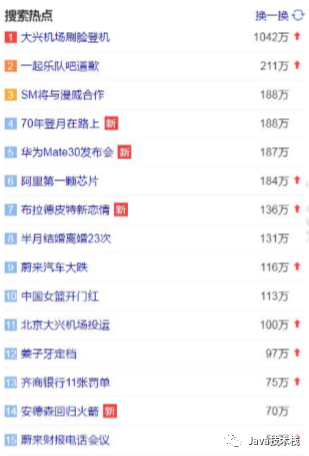 搜索热点 换一换
1 大兴机场刷脸登机 1042万
2 一起乐队吧道歉 211万
3 SM将与漫威合作 188万
4 70年登月在路上 新 188万
5 华为Mate30发布会 新 187万
6 阿里第一颗芯片 184万
7 布拉德皮特新恋情 新 136万
8 半月结婚离婚23次 131万
9 蔚来汽车大跌 116万
10 中国女篮开门红 113万
11 北京大兴机场投运 100万
12 姜子牙定档 97万
13 齐商银行11张罚单 75万
14 安德森回归火箭 新 70万
15 蔚来财报电话会议
Java技术栈